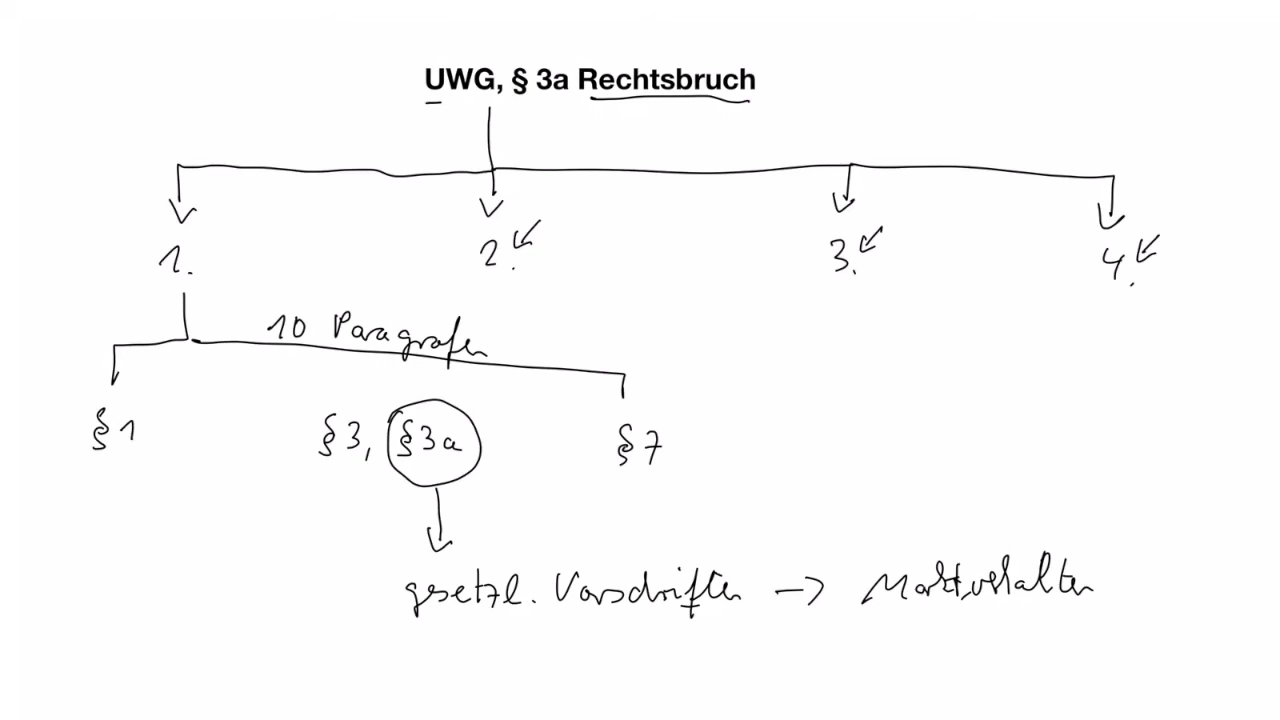 UWG, § 3a Rechtsbruch
1. 2. 3. 4.
10 Paragrafen
§1 §3, §3a §7
gesetzl. Vorschriften → Marktverhalten